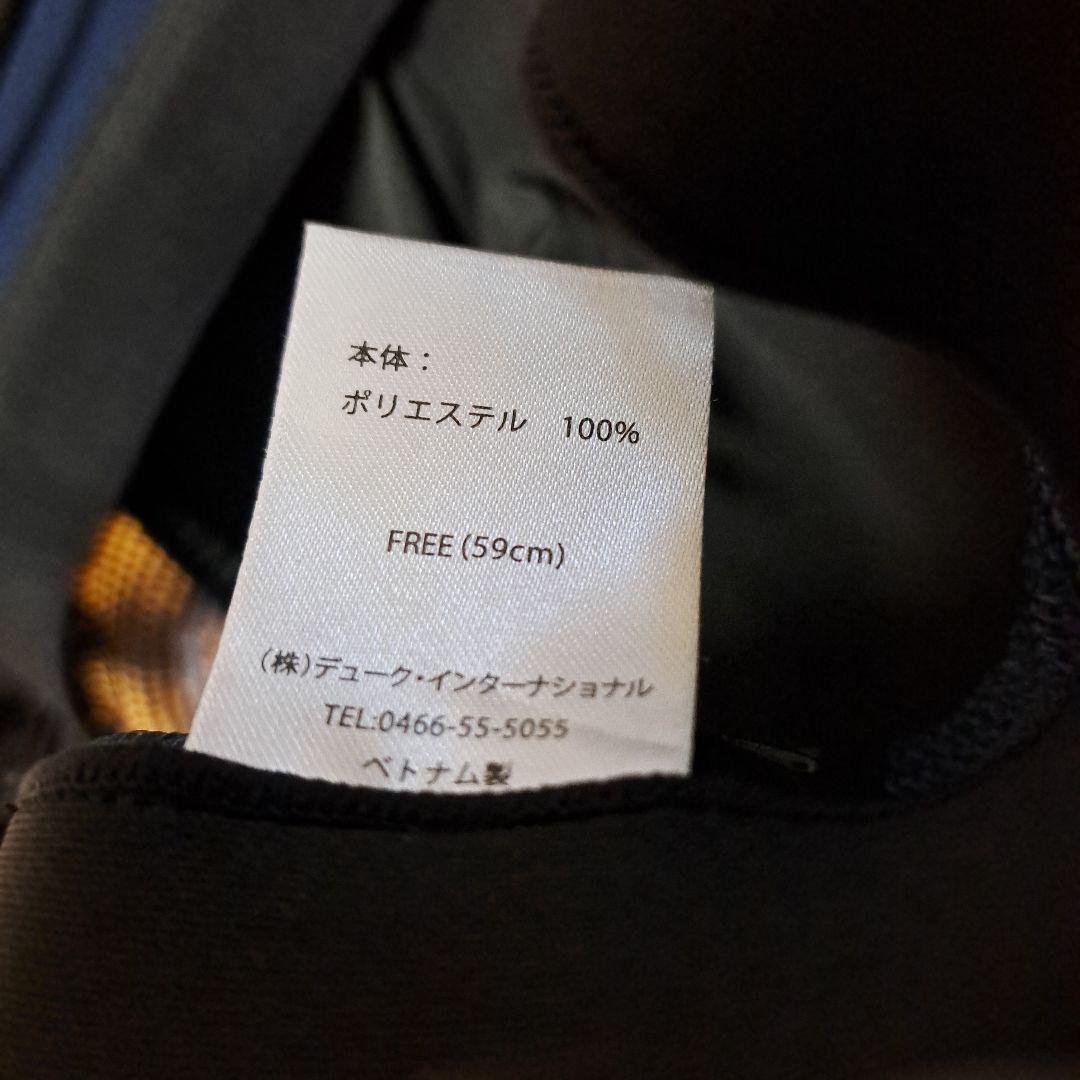 本体：
ポリエステル　100%
FREE (59cm)
（株）デューク・インターナショナル
TEL:0466-55-5055
ベトナム製